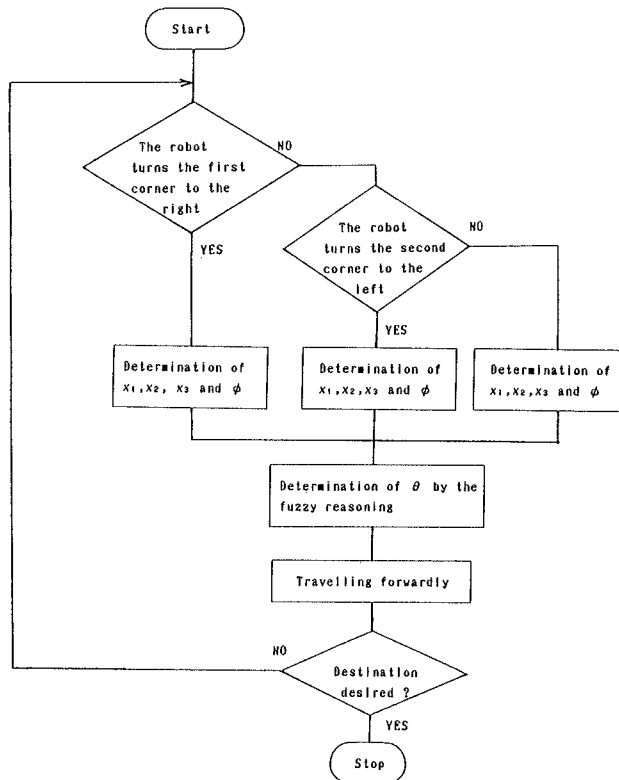 Start
The robot
turns the first
corner to the
right
NO
YES
The robot
turns the second
corner to the
left
NO
YES
Determination of
x₁,x₂, x₃ and ϕ
Determination of
x₁,x₂,x₃ and ϕ
Determination of
x₁,x₂,x₃ and ϕ
Determination of θ by the
fuzzy reasoning
Travelling forwardly
NO
Destination
desired ?
YES
Stop